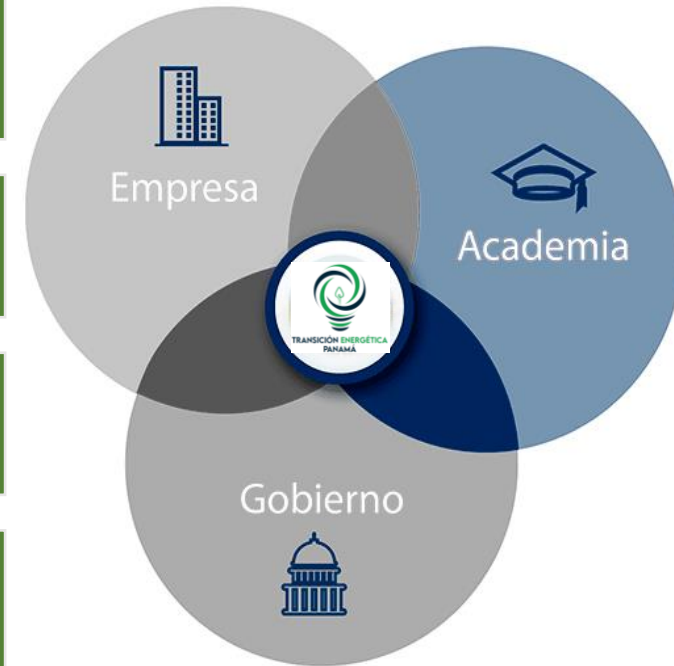 Empresa
Academia
TRANSICIÓN ENERGÉTICA
PANAMÁ
Gobierno